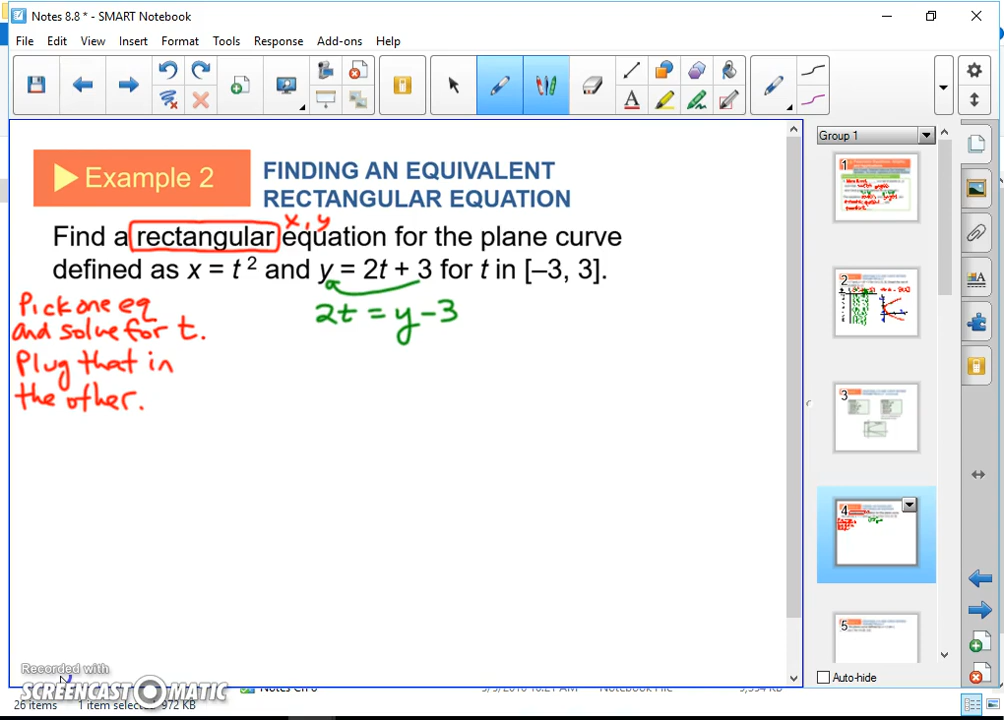 Notes 8.8 * - SMART Notebook
File Edit View Insert Format Tools Response Add-ons Help
Group 1
Example 2
FINDING AN EQUIVALENT
RECTANGULAR EQUATION
x, y
Find a rectangular equation for the plane curve
defined as x = t² and y = 2t + 3 for t in [–3, 3].
2t = y – 3
Pick one eq
and solve for t.
Plug that in
the other.
1
2
3
4
5
Auto-hide
Recorded with
SCREENCAST MATIC
26 items 1 item selected 972 KB